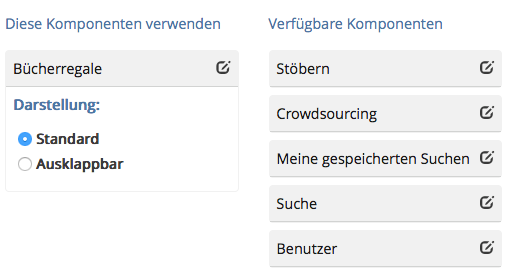 Diese Komponenten verwenden
Bücherregale
Darstellung:
Standard
Ausklappbar
Verfügbare Komponenten
Stöbern
Crowdsourcing
Meine gespeicherten Suchen
Suche
Benutzer